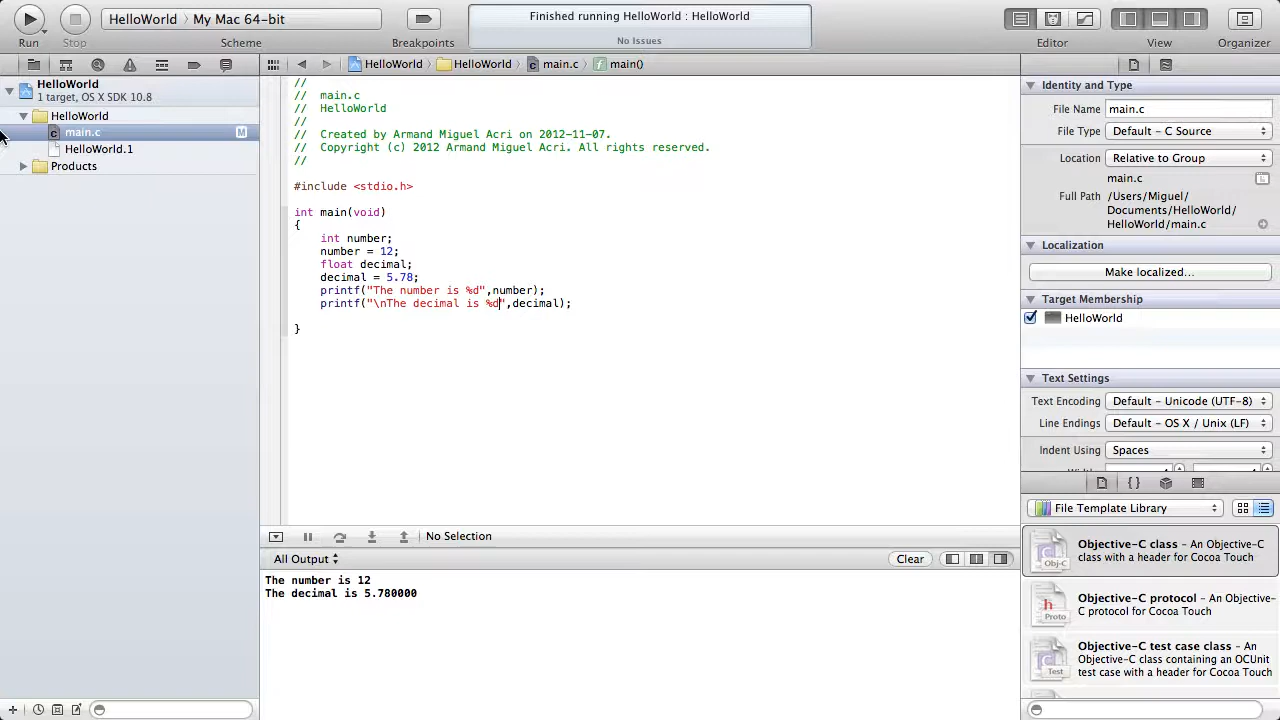 HelloWorld My Mac 64-bit
Finished running HelloWorld : HelloWorld
No Issues
Run Stop Scheme Breakpoints Editor View Organizer
HelloWorld
1 target, OS X SDK 10.8
HelloWorld
main.c
M
HelloWorld.1
Products
HelloWorld HelloWorld main.c main()
//
// main.c
// HelloWorld
//
// Created by Armand Miguel Acri on 2012-11-07.
// Copyright (c) 2012 Armand Miguel Acri. All rights reserved.
//
#include <stdio.h>
int main(void)
{
int number;
number = 12;
float decimal;
decimal = 5.78;
printf("The number is %d",number);
printf("\nThe decimal is %d",decimal);
}
No Selection
All Output
Clear
The number is 12
The decimal is 5.780000
Identity and Type
File Name main.c
File Type Default - C Source
Location Relative to Group
main.c
Full Path /Users/Miguel/
Documents/HelloWorld/
HelloWorld/main.c
Localization
Make localized...
Target Membership
HelloWorld
Text Settings
Text Encoding Default - Unicode (UTF-8)
Line Endings Default - OS X / Unix (LF)
Indent Using Spaces
{}
File Template Library
Obj-C
Objective-C class - An Objective-C
class with a header for Cocoa Touch
h
Proto
Objective-C protocol - An Objective-
C protocol for Cocoa Touch
Test
Objective-C test case class - An
Objective-C class containing an OCUnit
test case with a header for Cocoa Touch